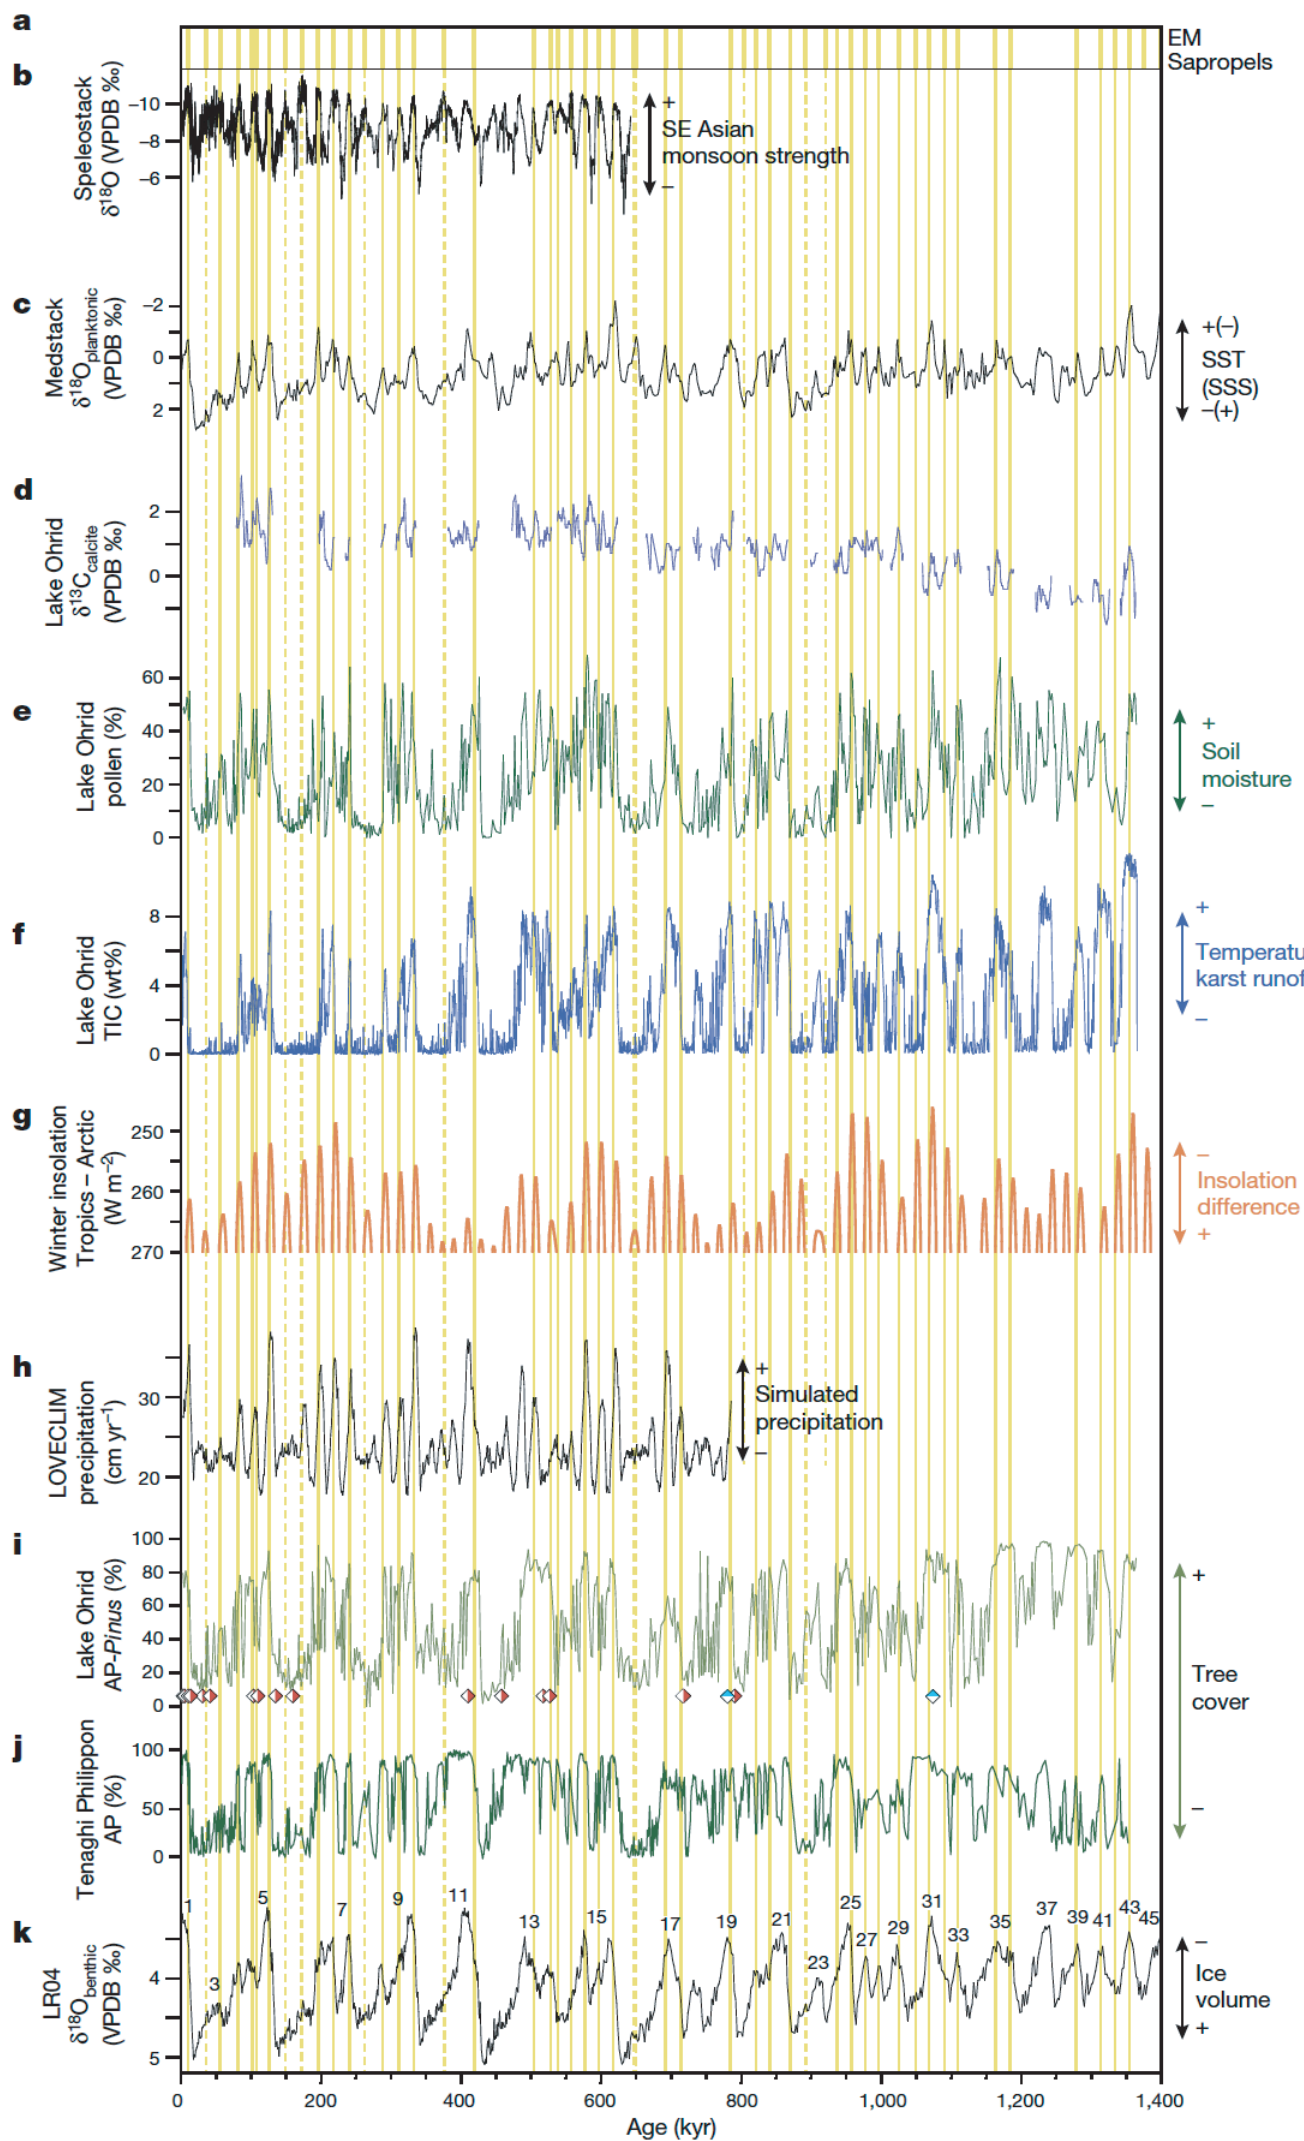 a
EM
Sapropels
b
Speleostack
δ18O (VPDB ‰)
–10
–8
–6
+
SE Asian
monsoon strength
–
c
Medstack
δ18Oplanktonic
(VPDB ‰)
–2
0
2
+(–)
SST
(SSS)
–(+)
d
Lake Ohrid
δ13Ccalcite
(VPDB ‰)
2
0
e
Lake Ohrid
pollen (%)
60
40
20
0
+
Soil
moisture
–
f
Lake Ohrid
TIC (wt%)
8
4
0
+
Temperatu
karst runof
–
g
Winter insolation
Tropics – Arctic
(W m–2)
250
260
270
–
Insolation
difference
+
h
LOVECLIM
precipitation
(cm yr–1)
30
20
+
Simulated
precipitation
–
i
Lake Ohrid
AP-Pinus (%)
100
80
60
40
20
0
+
Tree
cover
–
j
Tenaghi Philippon
AP (%)
100
50
0
k
LR04
δ18Obenthic
(VPDB ‰)
4
5
1
3
5
7
9
11
13
15
17
19
21
23
25
27
29
31
33
35
37
39
41
43
45
–
Ice
volume
+
0
200
400
600
800
1,000
1,200
1,400
Age (kyr)